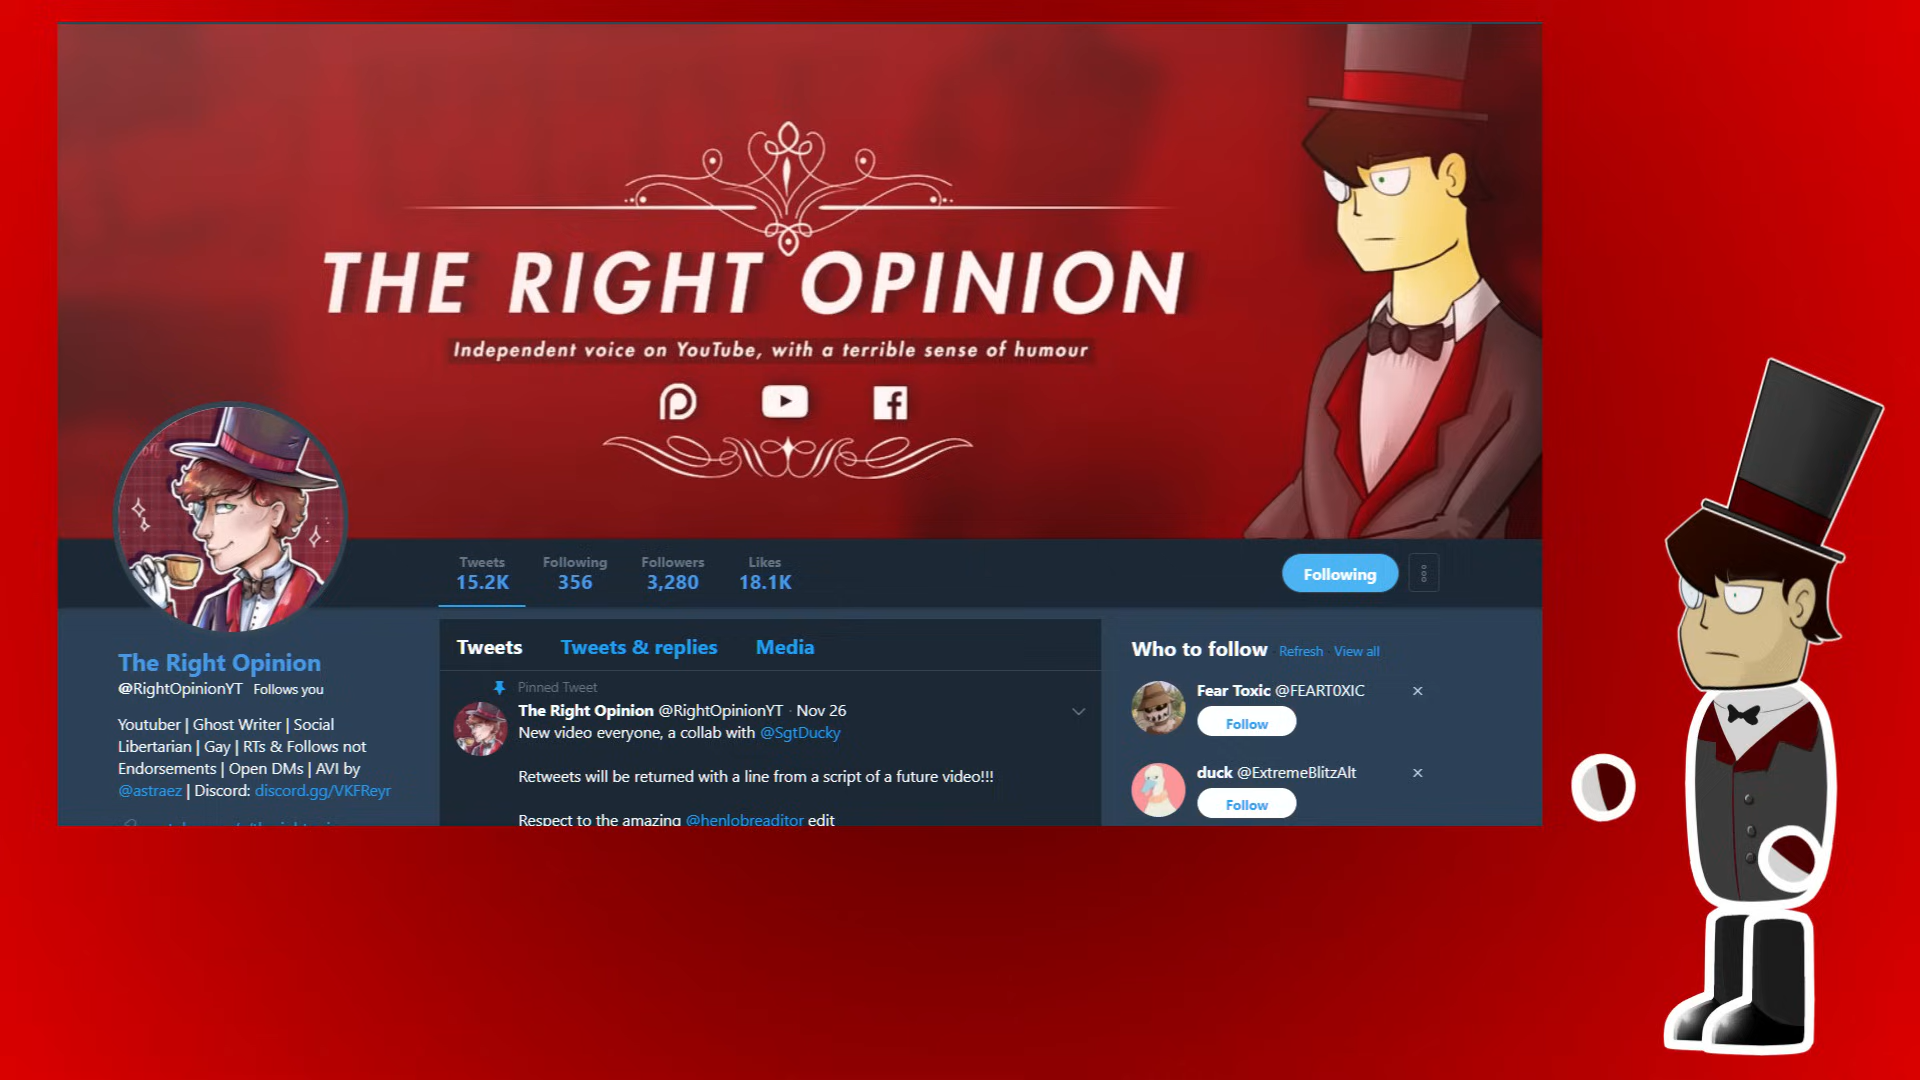 THE RIGHT OPINION
Independent voice on YouTube, with a terrible sense of humour
Tweets Following Followers Likes
15.2K 356 3,280 18.1K
Following
The Right Opinion
@RightOpinionYT Follows you
Youtuber | Ghost Writer | Social
Libertarian | Gay | RTs & Follows not
Endorsements | Open DMs | AVI by
@astraez | Discord: discord.gg/VKFReyr
Tweets Tweets & replies Media
Pinned Tweet
The Right Opinion @RightOpinionYT · Nov 26
New video everyone, a collab with @SgtDucky
Retweets will be returned with a line from a script of a future video!!!
Respect to the amazing @henlobreaditor edit
Who to follow Refresh View all
Fear Toxic @FEART0XIC
Follow
duck @ExtremeBlitzAlt
Follow